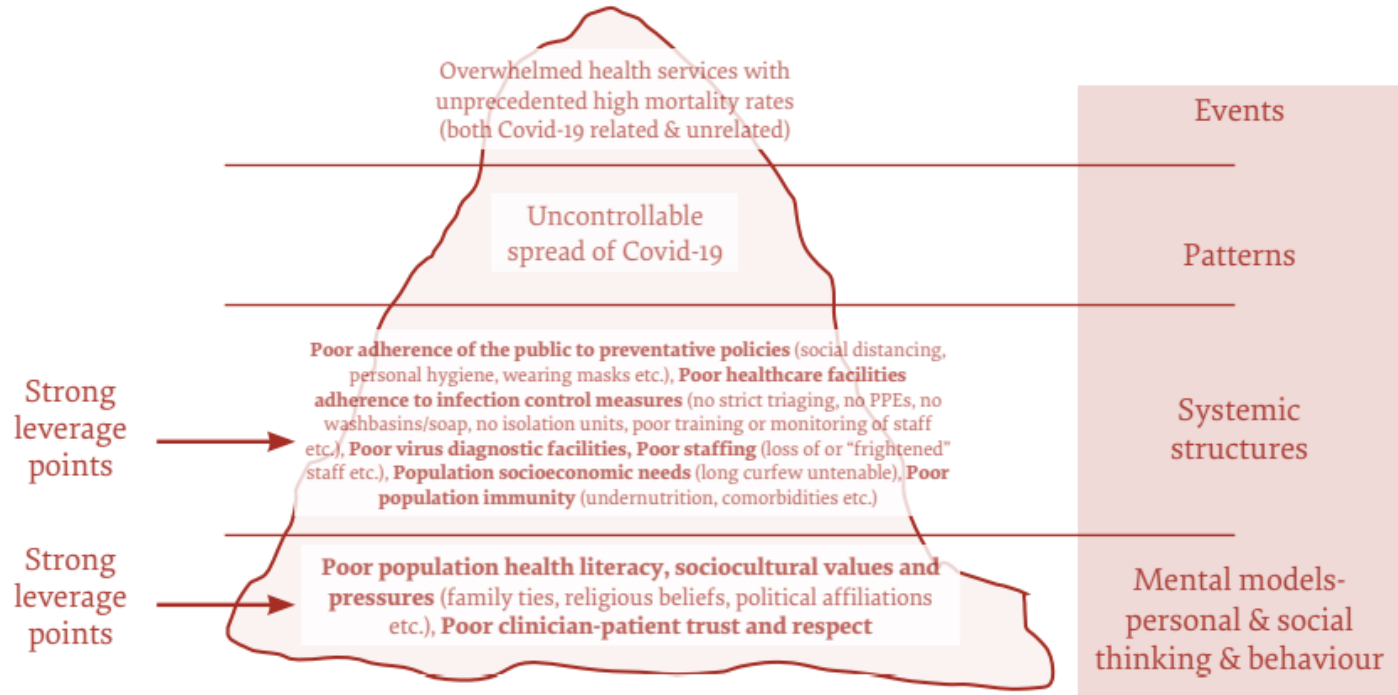 Overwhelmed health services with
unprecedented high mortality rates
(both Covid-19 related & unrelated)
Events
Uncontrollable
spread of Covid-19
Patterns
Strong
leverage
points
Poor adherence of the public to preventative policies (social distancing,
personal hygiene, wearing masks etc.), Poor healthcare facilities
adherence to infection control measures (no strict triaging, no PPEs, no
washbasins/soap, no isolation units, poor training or monitoring of staff
etc.), Poor virus diagnostic facilities, Poor staffing (loss of or “frightened”
staff etc.), Population socioeconomic needs (long curfew untenable), Poor
population immunity (undernutrition, comorbidities etc.)
Systemic
structures
Strong
leverage
points
Poor population health literacy, sociocultural values and
pressures (family ties, religious beliefs, political affiliations
etc.), Poor clinician-patient trust and respect
Mental models-
personal & social
thinking & behaviour